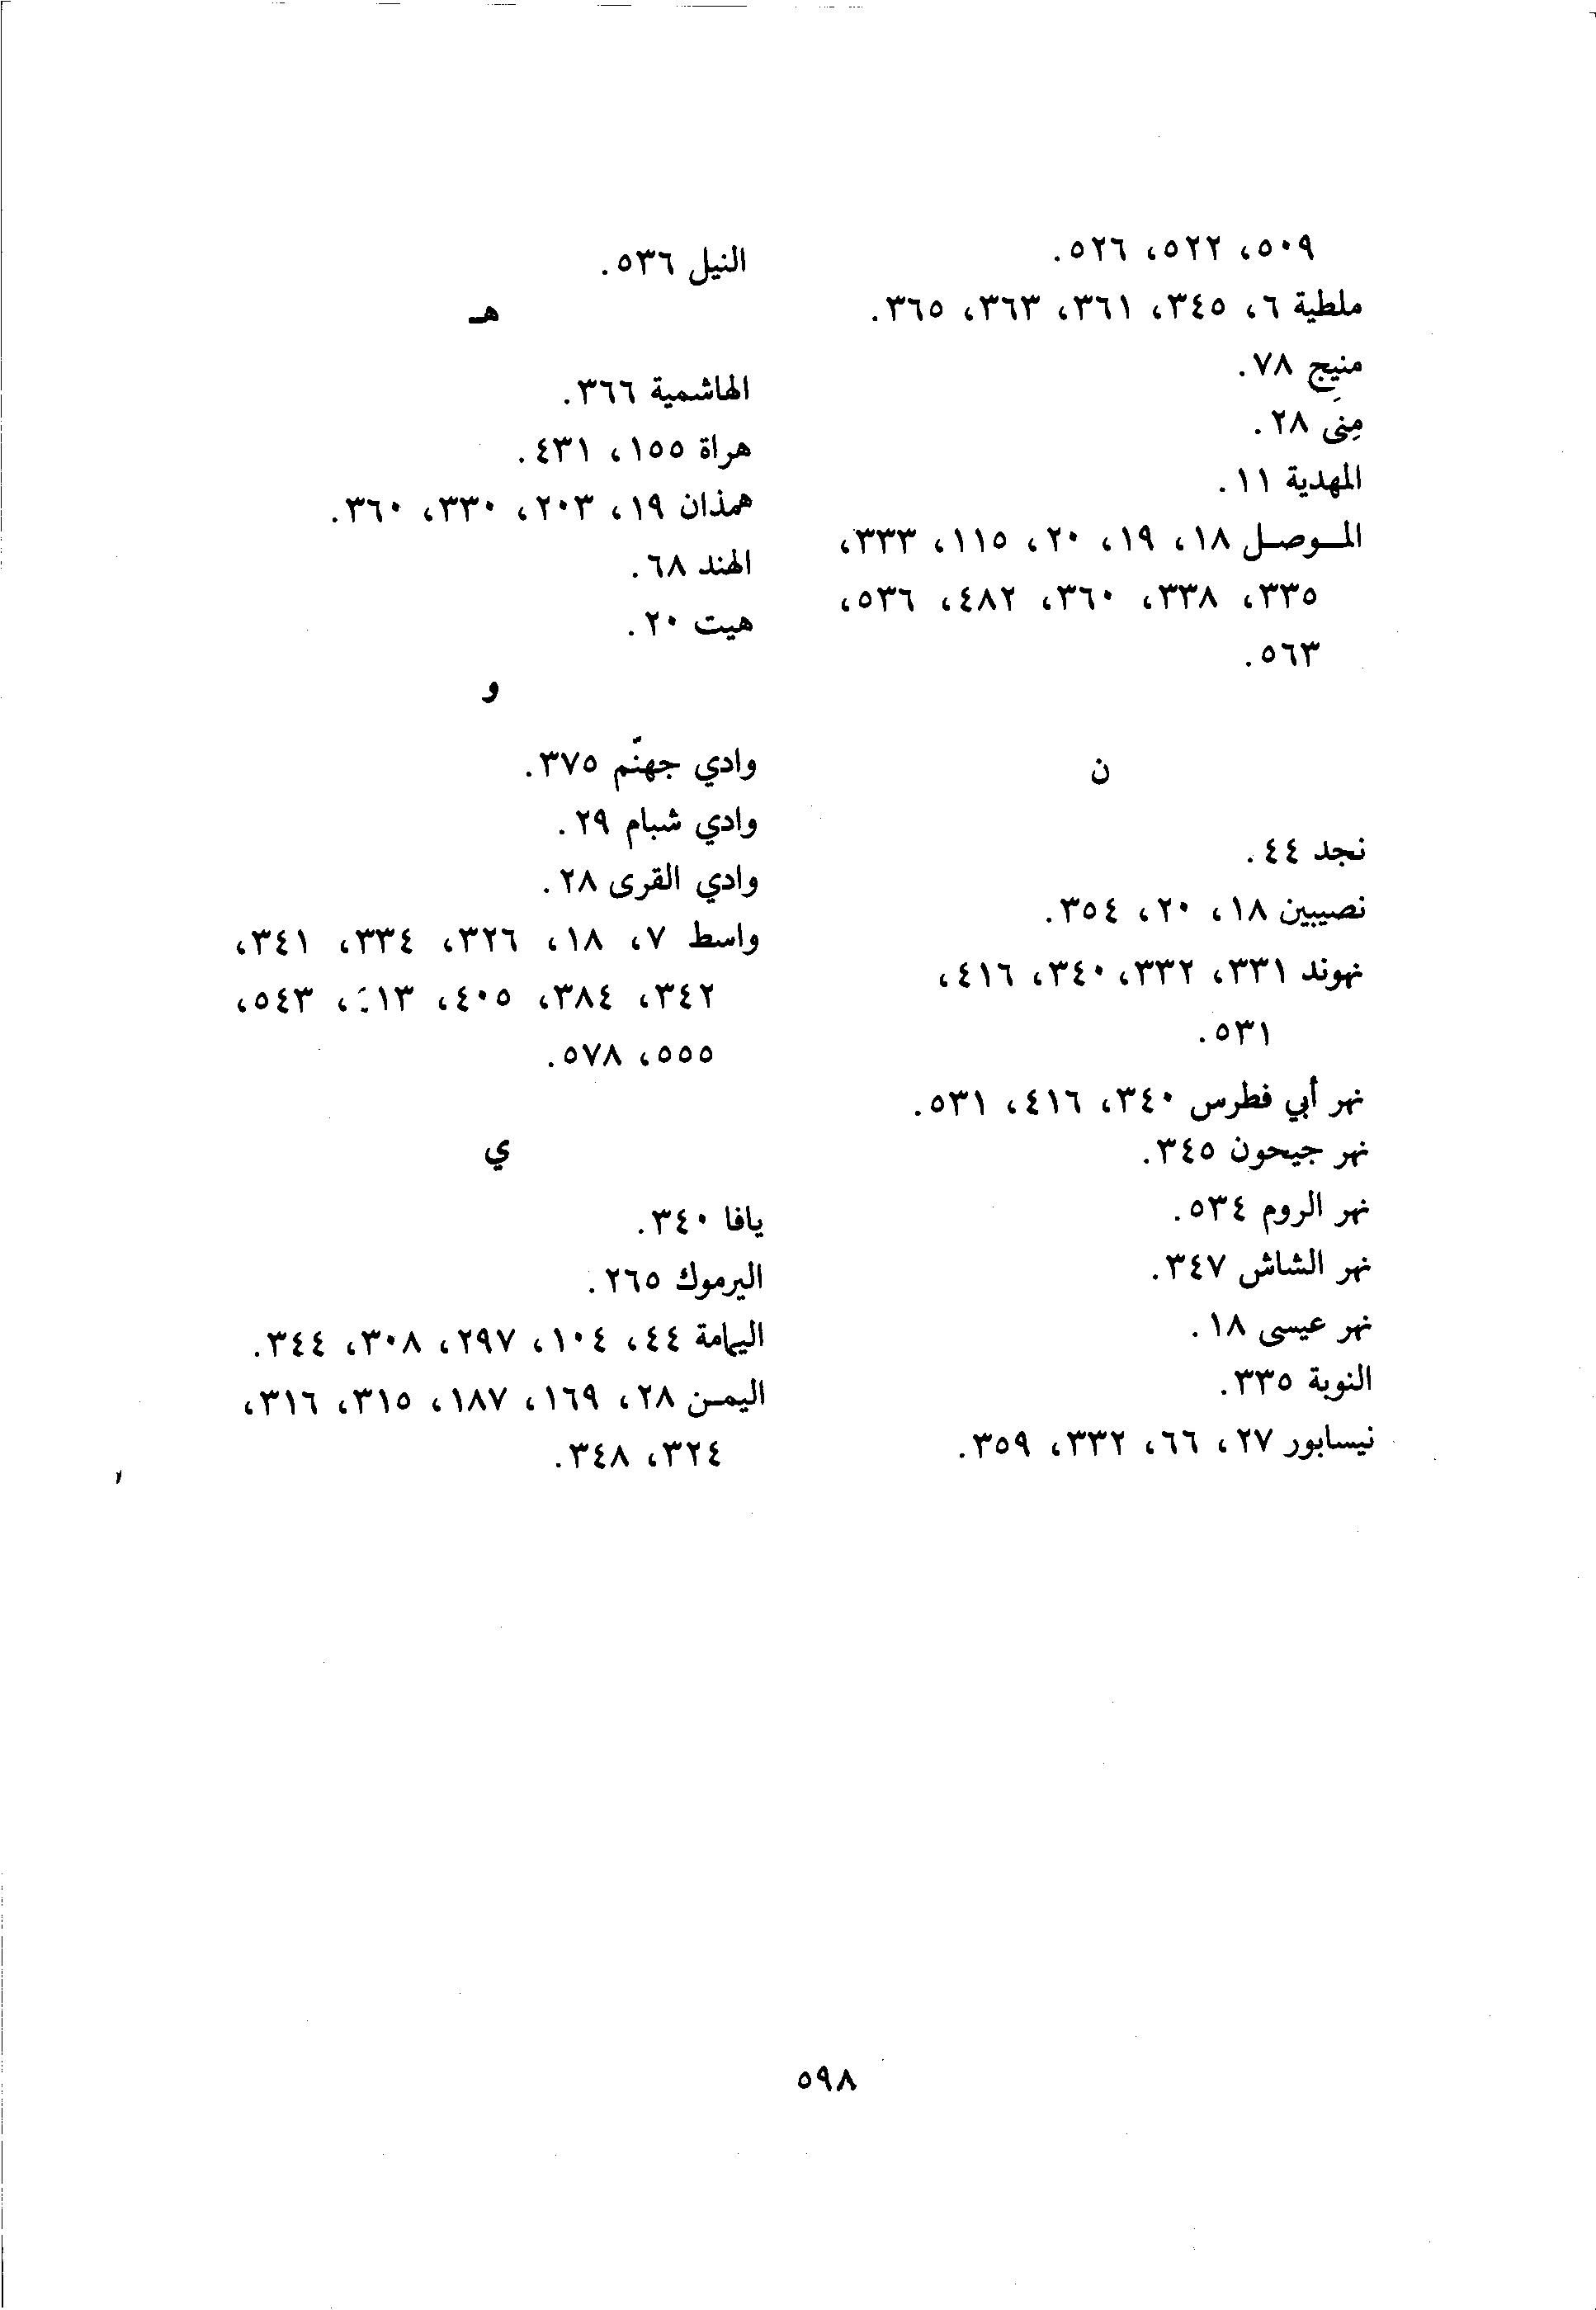 ٥٠٩، ٥٢٢، ٥٢٦.
ملطية ٦، ٣٤٥، ٣٦١، ٣٦٣، ٣٦٥.
منيج ٧٨.
مِنى ٢٨.
المهدية ١١.
المـوصـل ١٨، ١٩، ٢٠، ١١٥، ٣٣٣،
٣٣٥، ٣٣٨، ٣٦٠، ٤٨٢، ٥٣٦،
٥٦٣.
ن
نجد ٤٤.
نصيبين ١٨، ٢٠، ٣٥٤.
نهوند ٣٣١، ٣٣٢، ٣٤٠، ٤١٦،
٥٣١.
نهر أبي فطرس ٣٤٠، ٤١٦، ٥٣١.
نهر جيحون ٣٤٥.
نهر الروم ٥٣٤.
نهر الشاش ٣٤٧.
نهر عيسى ١٨.
النوبة ٣٣٥.
نيسابور ٢٧، ٦٦، ٣٣٢، ٣٥٩.
النيل ٥٣٦.
هـ
الهاشمية ٣٦٦.
هراة ١٥٥، ٤٣١.
همذان ١٩، ٢٠٣، ٣٣٠، ٣٦٠.
الهند ٦٨.
هيت ٢٠.
و
وادي جهنّم ٣٧٥.
وادي شبام ٢٩.
وادي القرى ٢٨.
واسط ٧، ١٨، ٣٢٦، ٣٣٤، ٣٤١،
٣٤٢، ٣٨٤، ٤٠٥، ٥٤٣،
٥٥٥، ٥٧٨.
ي
يافا ٣٤٠.
اليرموك ٢٦٥.
اليمامة ٤٤، ١٠٤، ٢٩٧، ٣٠٨، ٣٤٤.
اليمـن ٢٨، ١٦٩، ١٨٧، ٣١٥، ٣١٦،
٣٢٤، ٣٤٨.
٥٩٨